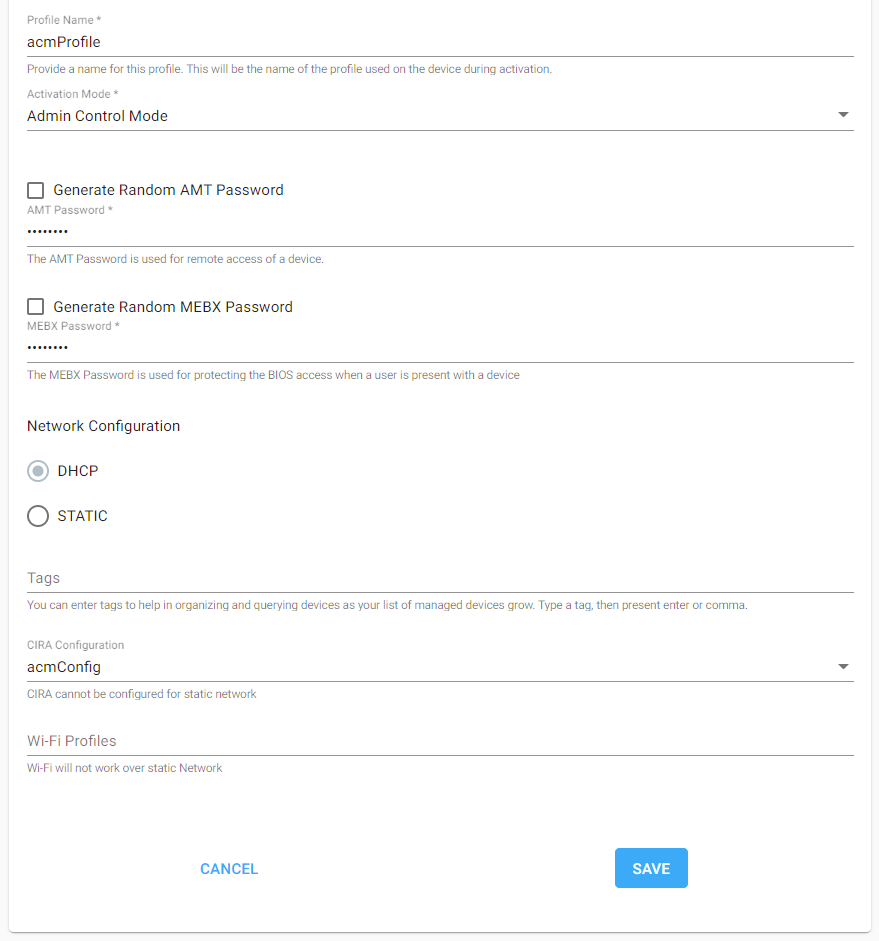 Profile Name *
acmProfile
Provide a name for this profile. This will be the name of the profile used on the device during activation.
Activation Mode *
Admin Control Mode
Generate Random AMT Password
AMT Password *
••••••••
The AMT Password is used for remote access of a device.
Generate Random MEBX Password
MEBX Password *
••••••••
The MEBX Password is used for protecting the BIOS access when a user is present with a device
Network Configuration
DHCP
STATIC
Tags
You can enter tags to help in organizing and querying devices as your list of managed devices grow. Type a tag, then present enter or comma.
CIRA Configuration
acmConfig
CIRA cannot be configured for static network
Wi-Fi Profiles
Wi-Fi will not work over static Network
CANCEL
SAVE